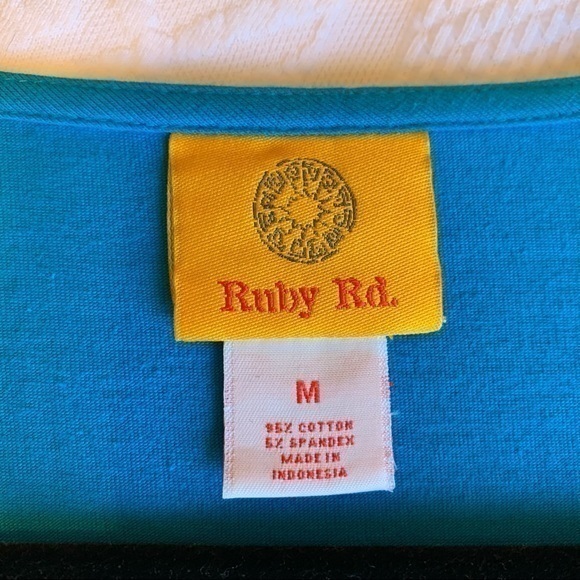 Ruby Rd.
M
95% COTTON
5% SPANDEX
MADE IN
INDONESIA